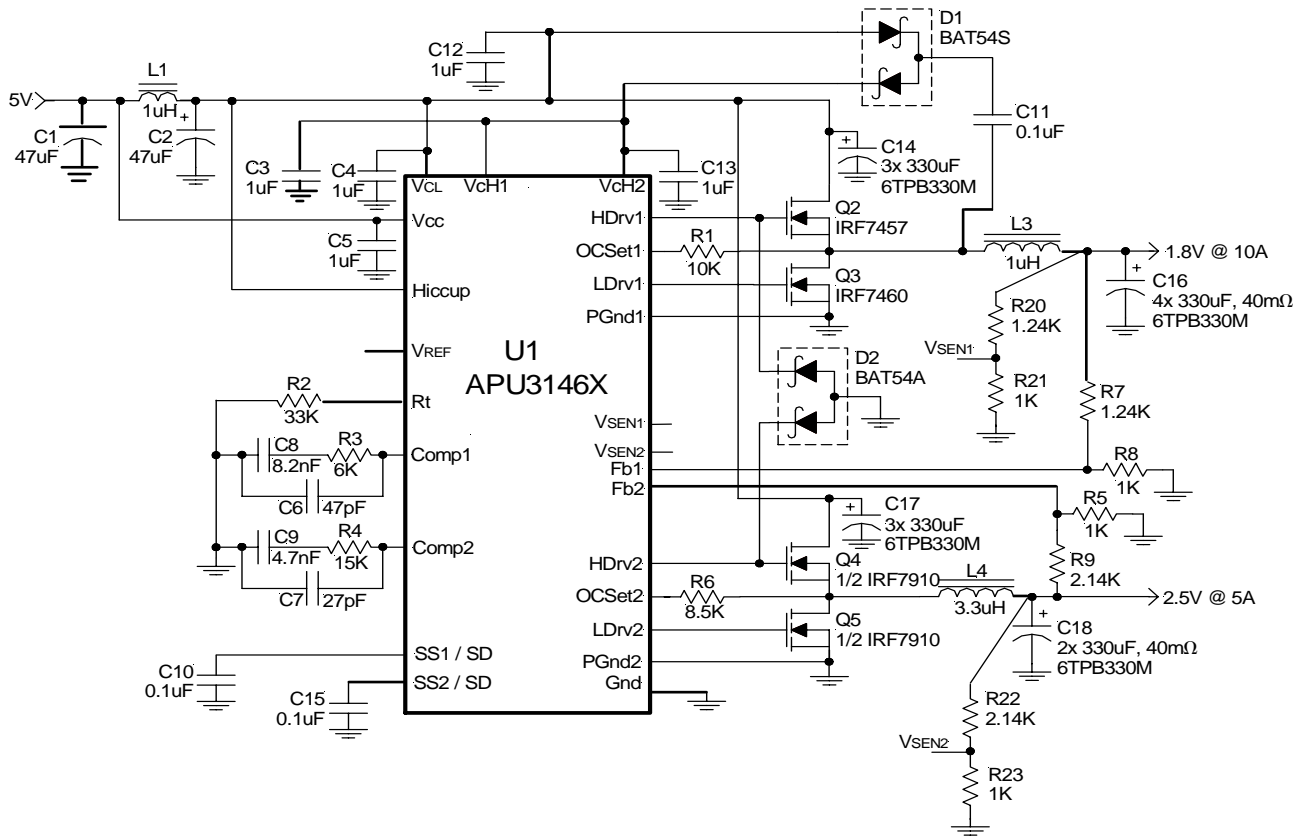 D1
BAT54S
C12
1uF
L1
5V
1uH
C1
47uF
+
C2
47uF
C11
0.1uF
C3
1uF
C4
1uF
C13
1uF
+
C14
3x 330uF
6TPB330M
VCL
VcH1
VcH2
Vcc
C5
1uF
Hiccup
HDrv1
Q2
IRF7457
OCSet1
R1
10K
L3
1uH
1.8V @ 10A
LDrv1
Q3
IRF7460
+
C16
4x 330uF, 40mΩ
6TPB330M
PGnd1
R20
1.24K
VREF
U1
APU3146X
D2
BAT54A
VSEN1
R21
1K
R7
1.24K
R2
33K
Rt
VSEN1
VSEN2
C8
8.2nF
R3
6K
Comp1
Fb1
Fb2
R8
1K
C6
47pF
R5
1K
+
C17
3x 330uF
6TPB330M
C9
4.7nF
R4
15K
Comp2
HDrv2
Q4
1/2 IRF7910
R9
2.14K
C7
27pF
OCSet2
R6
8.5K
L4
3.3uH
2.5V @ 5A
LDrv2
Q5
1/2 IRF7910
+
C18
2x 330uF, 40mΩ
6TPB330M
SS1 / SD
PGnd2
C10
0.1uF
SS2 / SD
Gnd
C15
0.1uF
R22
2.14K
VSEN2
R23
1K